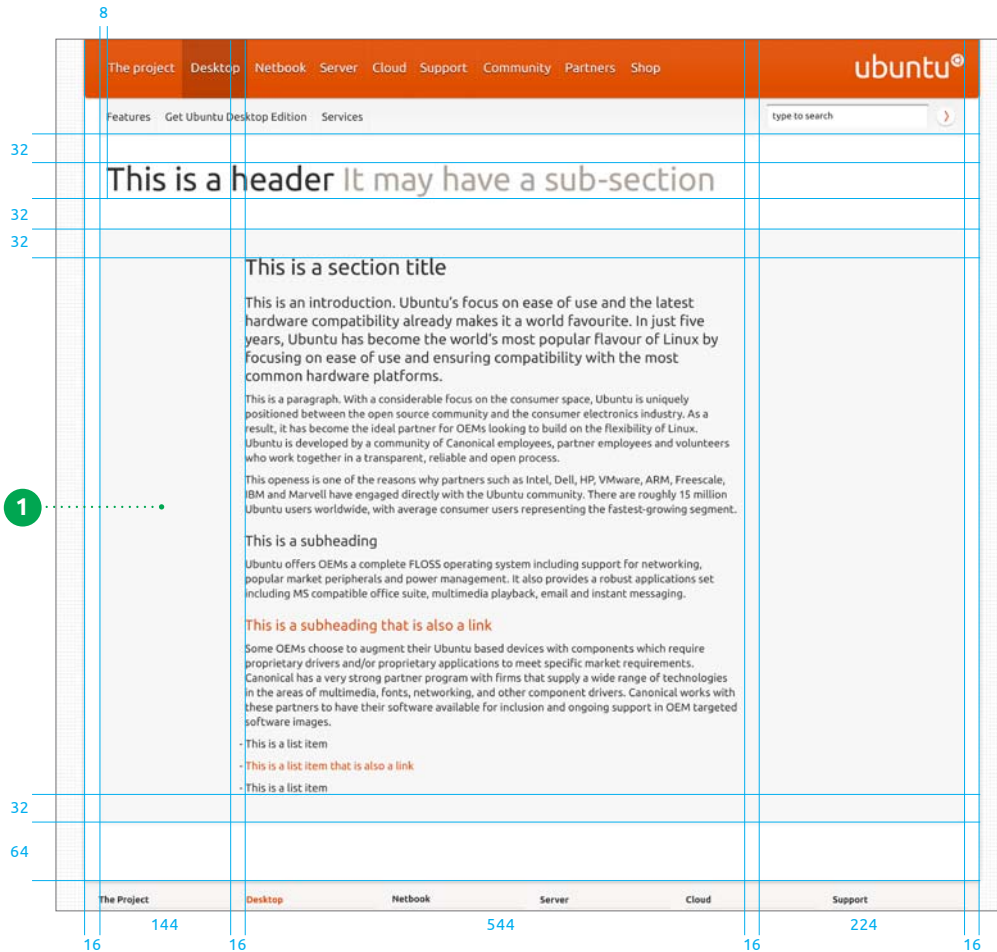 8
The project Desktop Netbook Server Cloud Support Community Partners Shop
ubuntu
Features Get Ubuntu Desktop Edition Services
type to search
32
This is a header It may have a sub-section
32
32
This is a section title
This is an introduction. Ubuntu's focus on ease of use and the latest
hardware compatibility already makes it a world favourite. In just five
years, Ubuntu has become the world's most popular flavour of Linux by
focusing on ease of use and ensuring compatibility with the most
common hardware platforms.
This is a paragraph. With a considerable focus on the consumer space, Ubuntu is uniquely
positioned between the open source community and the consumer electronics industry. As a
result, it has become the ideal partner for OEMs looking to build on the flexibility of Linux.
Ubuntu is developed by a community of Canonical employees, partner employees and volunteers
who work together in a transparent, reliable and open process.
This openess is one of the reasons why partners such as Intel, Dell, HP, VMware, ARM, Freescale,
IBM and Marvell have engaged directly with the Ubuntu community. There are roughly 15 million
1
Ubuntu users worldwide, with average consumer users representing the fastest-growing segment.
This is a subheading
Ubuntu offers OEMs a complete FLOSS operating system including support for networking,
popular market peripherals and power management. It also provides a robust applications set
including MS compatible office suite, multimedia playback, email and instant messaging.
This is a subheading that is also a link
Some OEMs choose to augment their Ubuntu based devices with components which require
proprietary drivers and/or proprietary applications to meet specific market requirements.
Canonical has a very strong partner program with firms that supply a wide range of technologies
in the areas of multimedia, fonts, networking, and other component drivers. Canonical works with
these partners to have their software available for inclusion and ongoing support in OEM targeted
software images.
- This is a list item
- This is a list item that is also a link
- This is a list item
32
64
The Project Desktop Netbook Server Cloud Support
144 544 224
16 16 16 16